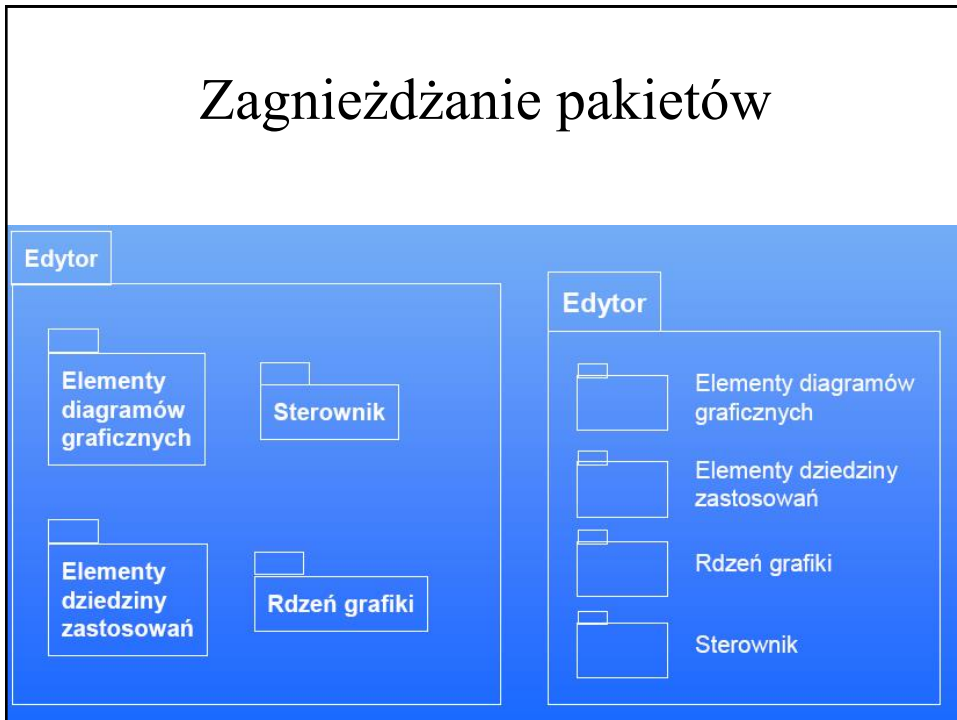 Zagnieżdżanie pakietów
Edytor
Elementy
diagramów
graficznych
Sterownik
Elementy
dziedziny
zastosowań
Rdzeń grafiki
Edytor
Elementy diagramów
graficznych
Elementy dziedziny
zastosowań
Rdzeń grafiki
Sterownik